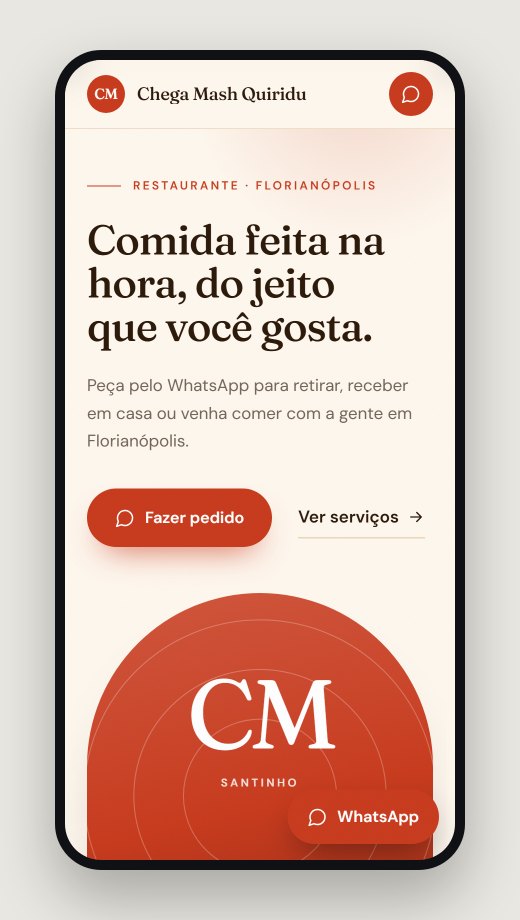 CM Chega Mash Quiridu
RESTAURANTE · FLORIANÓPOLIS
Comida feita na
hora, do jeito
que você gosta.
Peça pelo WhatsApp para retirar, receber
em casa ou venha comer com a gente em
Florianópolis.
Fazer pedido Ver serviços →
CM
SANTINHO
WhatsApp